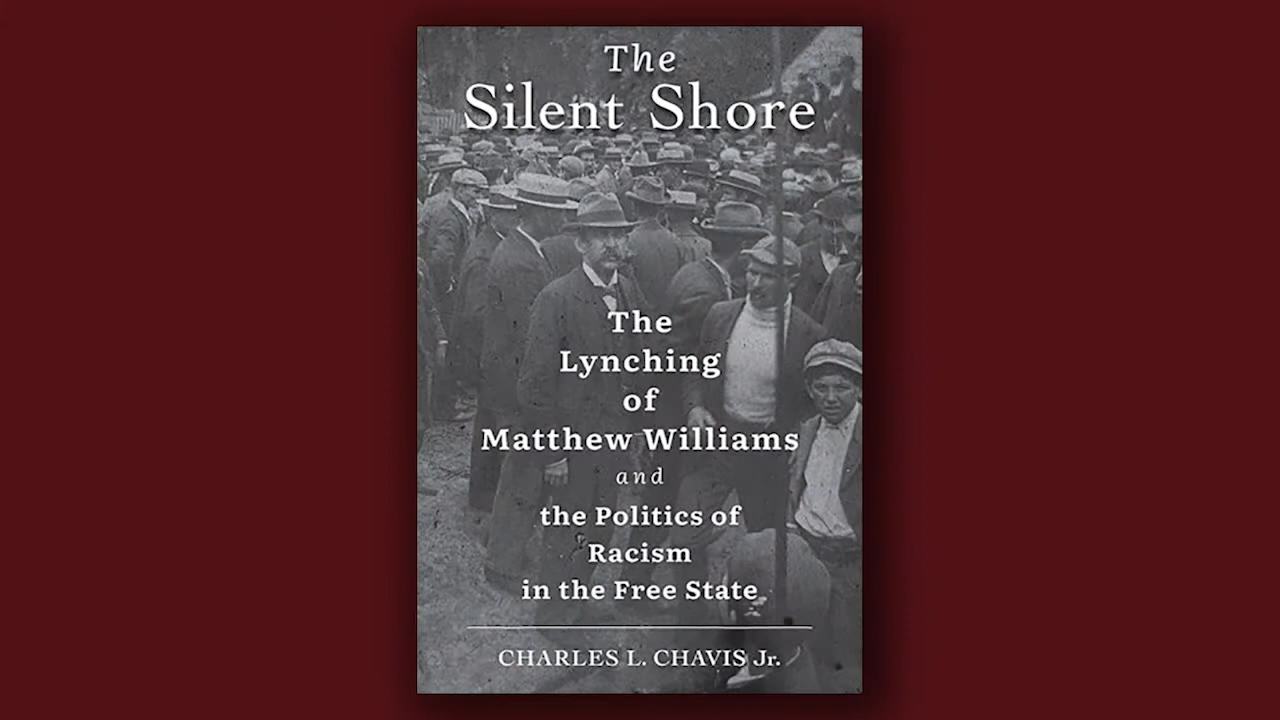 The
Silent Shore
The
Lynching
of
Matthew Williams
and
the Politics of
Racism
in the Free State
CHARLES L. CHAVIS Jr.